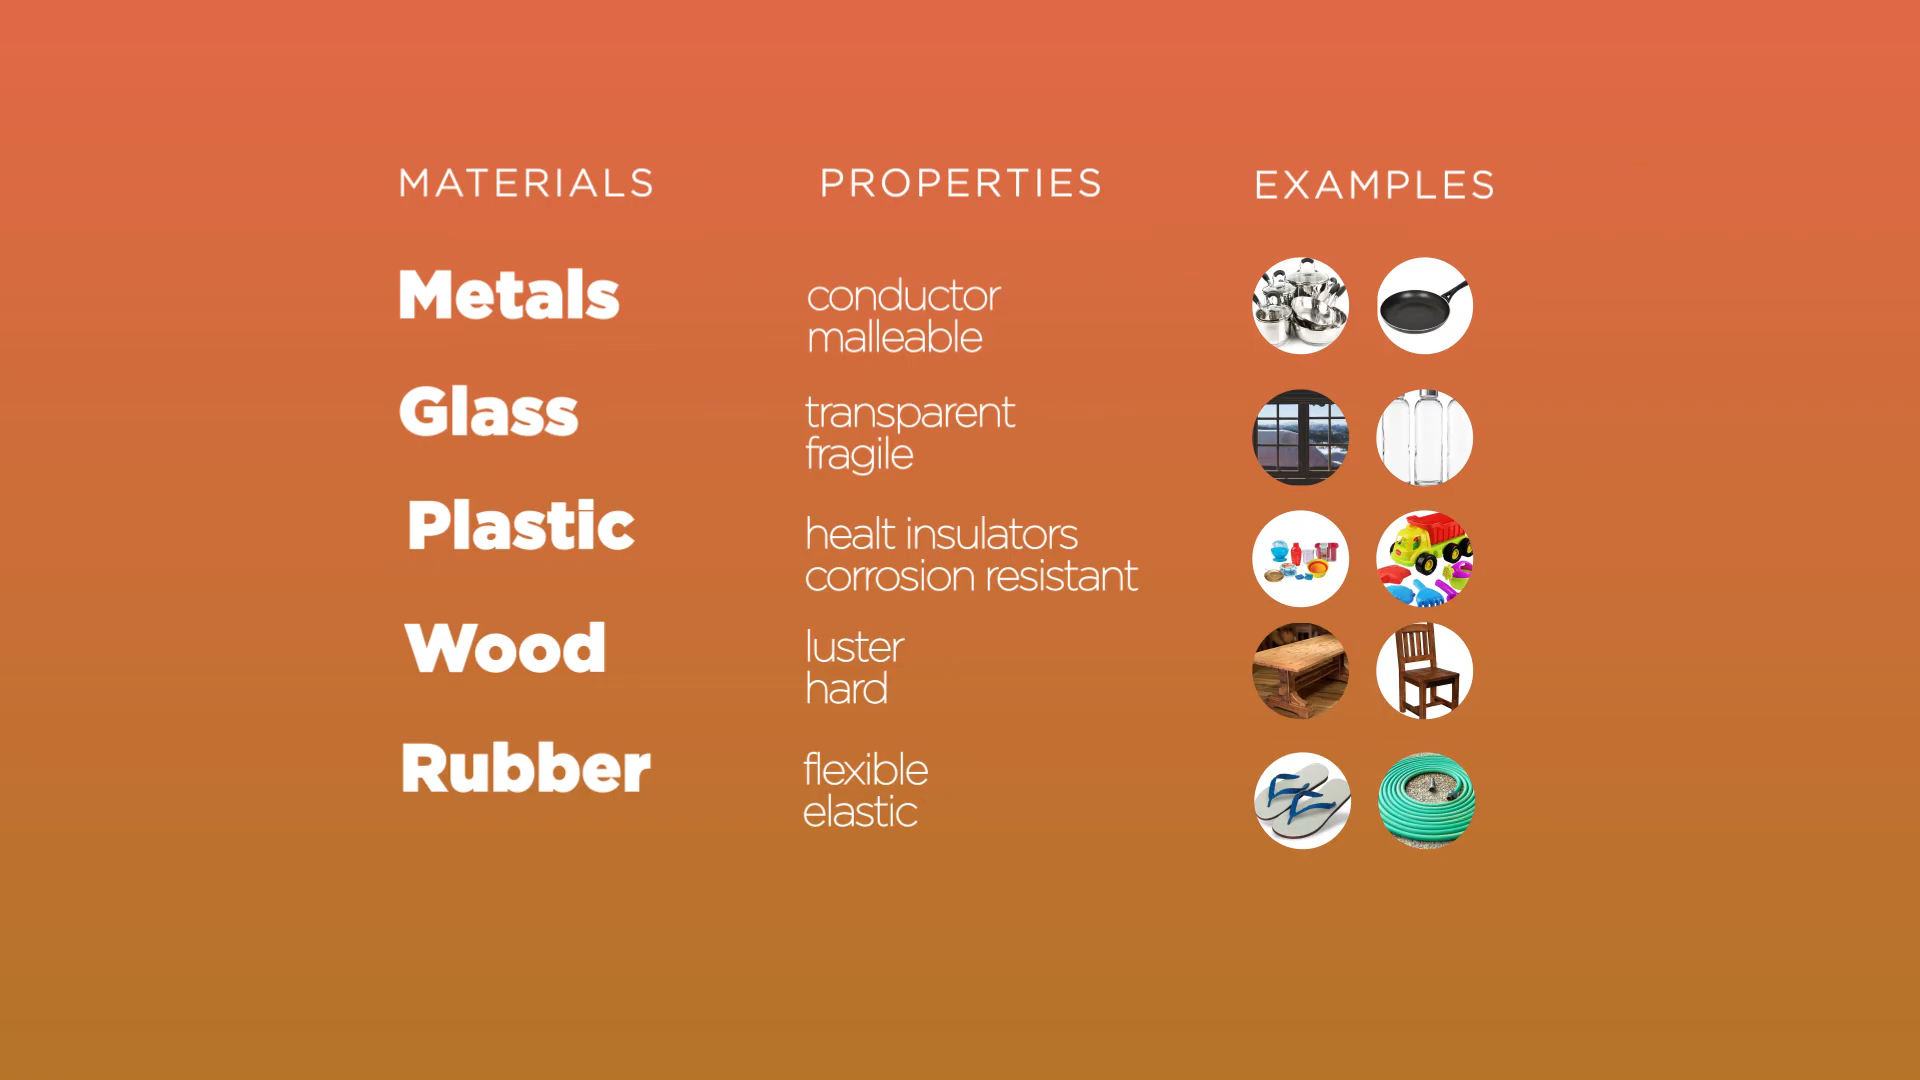 MATERIALS PROPERTIES EXAMPLES
Metals
conductor
malleable
Glass
transparent
fragile
Plastic
healt insulators
corrosion resistant
Wood
luster
hard
Rubber
flexible
elastic